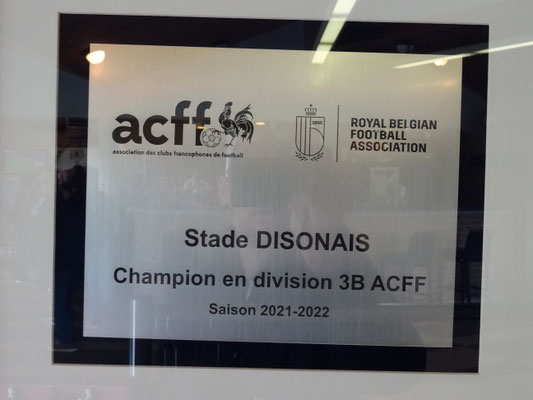 acff
association des clubs francophones de football
ROYAL BELGIAN
FOOTBALL
ASSOCIATION
Stade DISONAIS
Champion en division 3B ACFF
Saison 2021-2022